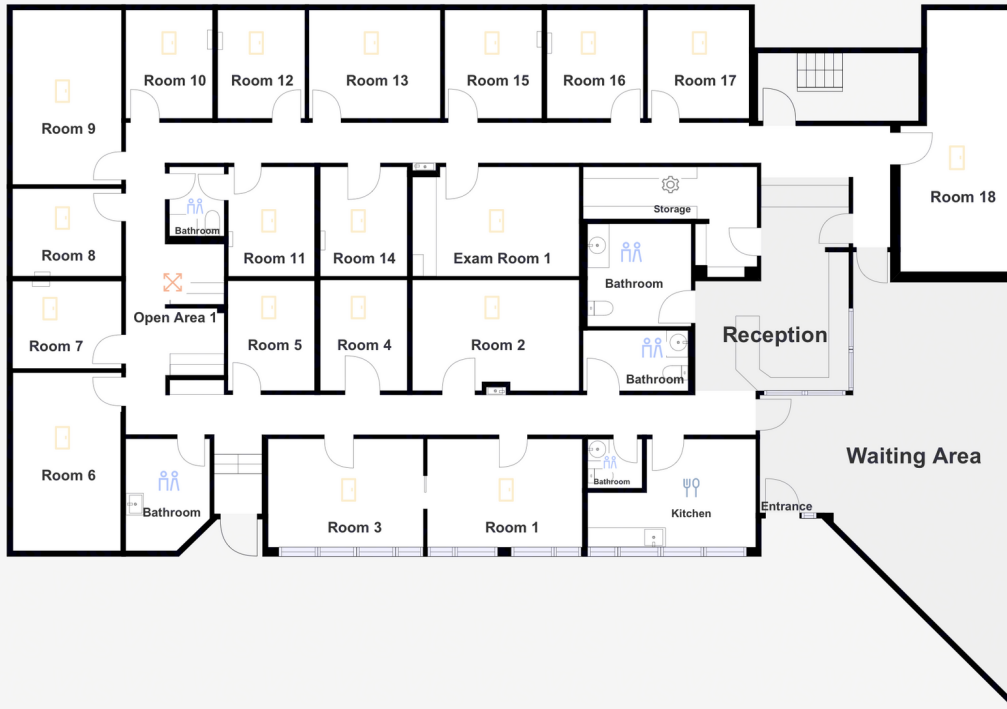 Room 10
Room 12
Room 13
Room 15
Room 16
Room 17
Room 9
Room 18
Storage
Bathroom
Room 8
Room 11
Room 14
Exam Room 1
Bathroom
Open Area 1
Room 7
Room 5
Room 4
Room 2
Reception
Bathroom
Waiting Area
Room 6
Bathroom
Bathroom
Room 3
Room 1
Kitchen
Entrance